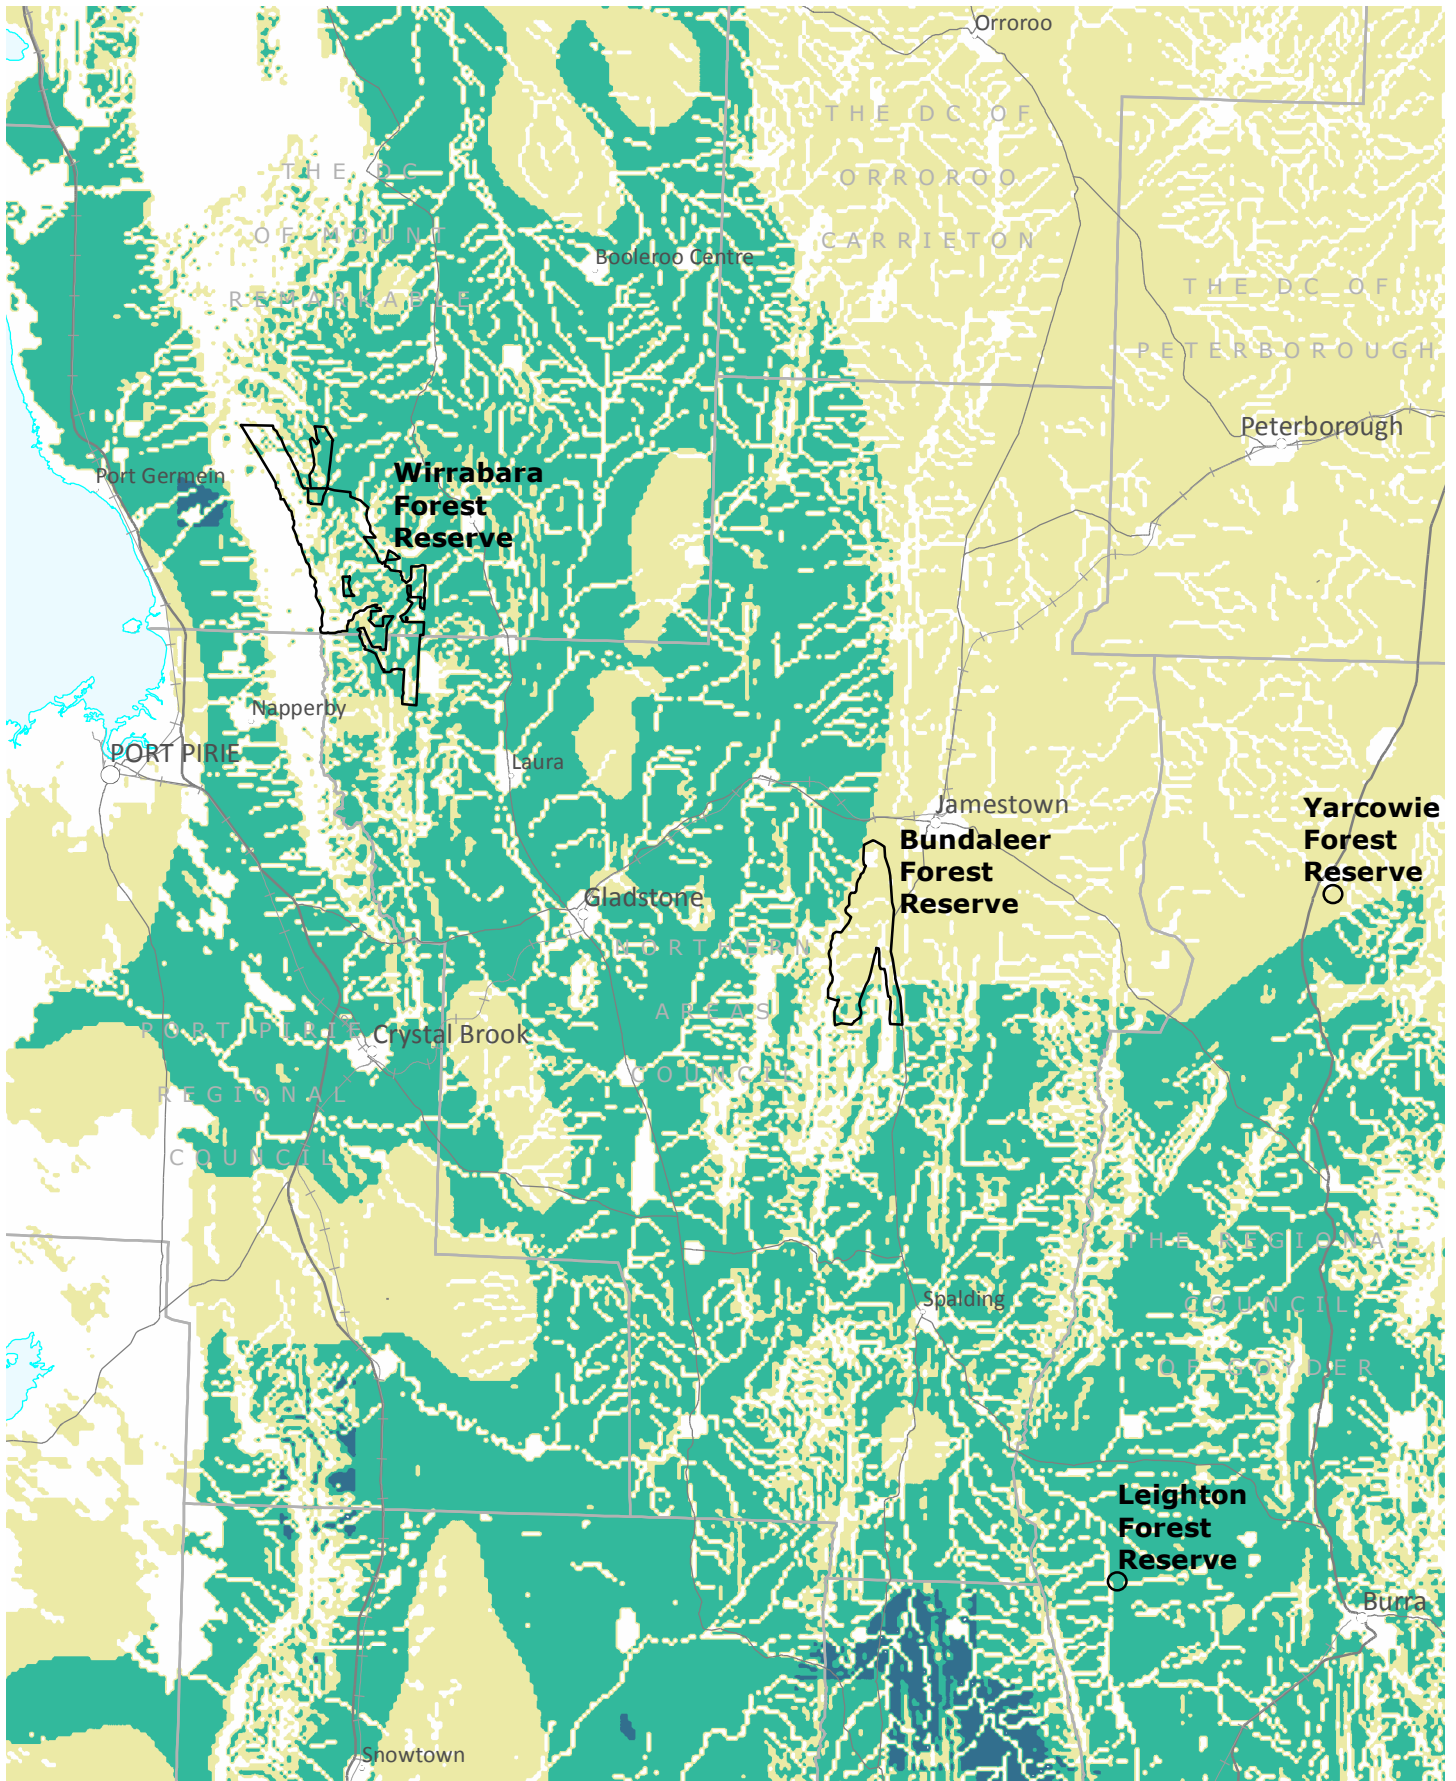 Orroroo
THE DC OF
ORROROO
CARRIETON
THE DC
OF MOUNT
REMARKABLE
Booleroo Centre
THE DC OF
PETERBOROUGH
Peterborough
Port Germein
Wirrabara
Forest
Reserve
Napperby
PORT PIRIE
Laura
Jamestown
Bundaleer
Forest
Reserve
Yarcowie
Forest
Reserve
Gladstone
NORTHERN
AREAS
COUNCIL
PORT PIRIE
REGIONAL
COUNCIL
Crystal Brook
THE REGIONAL
COUNCIL
OF GOYDER
Spalding
Leighton
Forest
Reserve
Burra
Snowtown